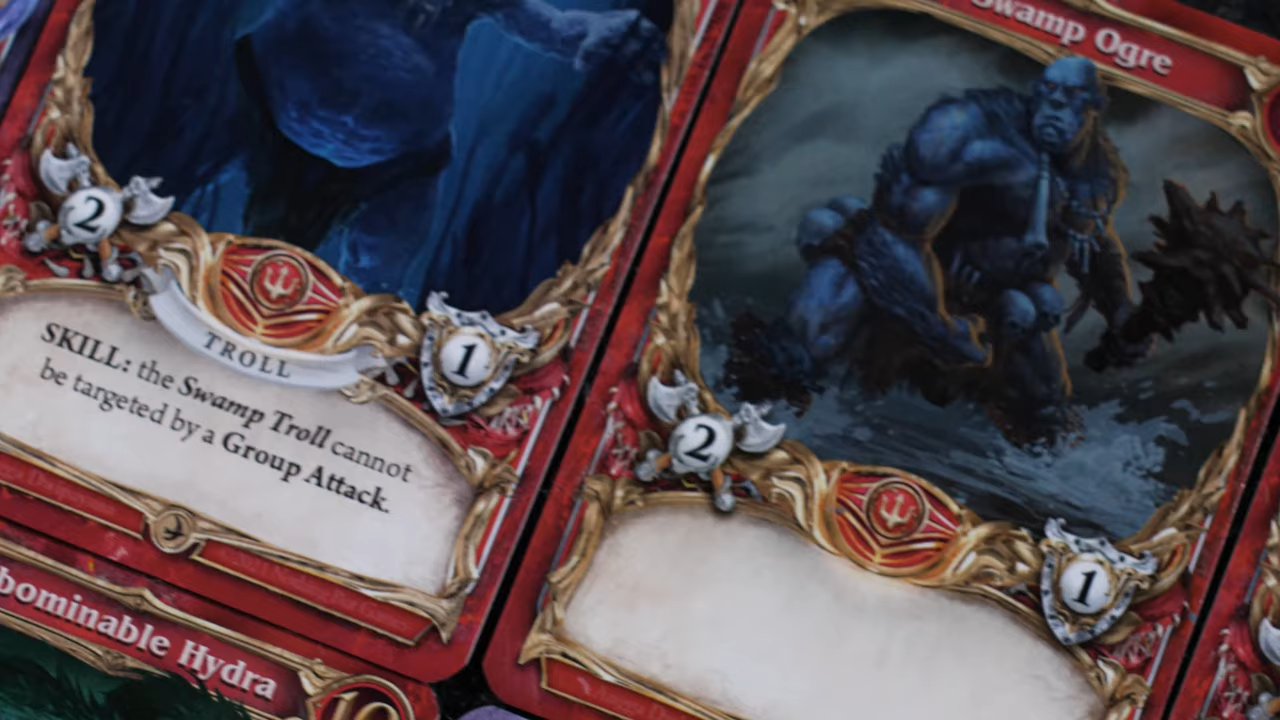 2
TROLL
1
SKILL: the Swamp Troll cannot
be targeted by a Group Attack.
bominable Hydra
10
Swamp Ogre
2
1